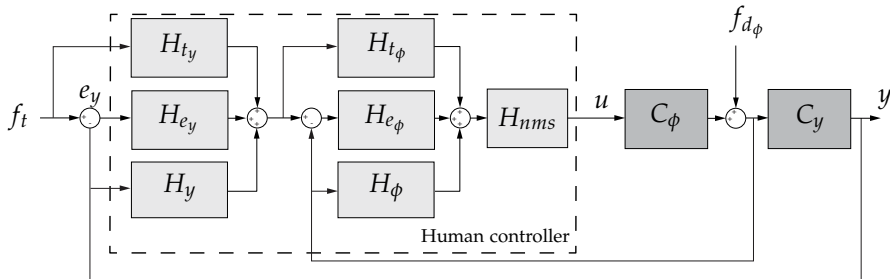 f_{d_ϕ}
H_{t_y}
H_{t_ϕ}
e_y
u
y
f_t
H_{e_y}
H_{e_ϕ}
H_{nms}
C_ϕ
C_y
H_y
H_ϕ
Human controller